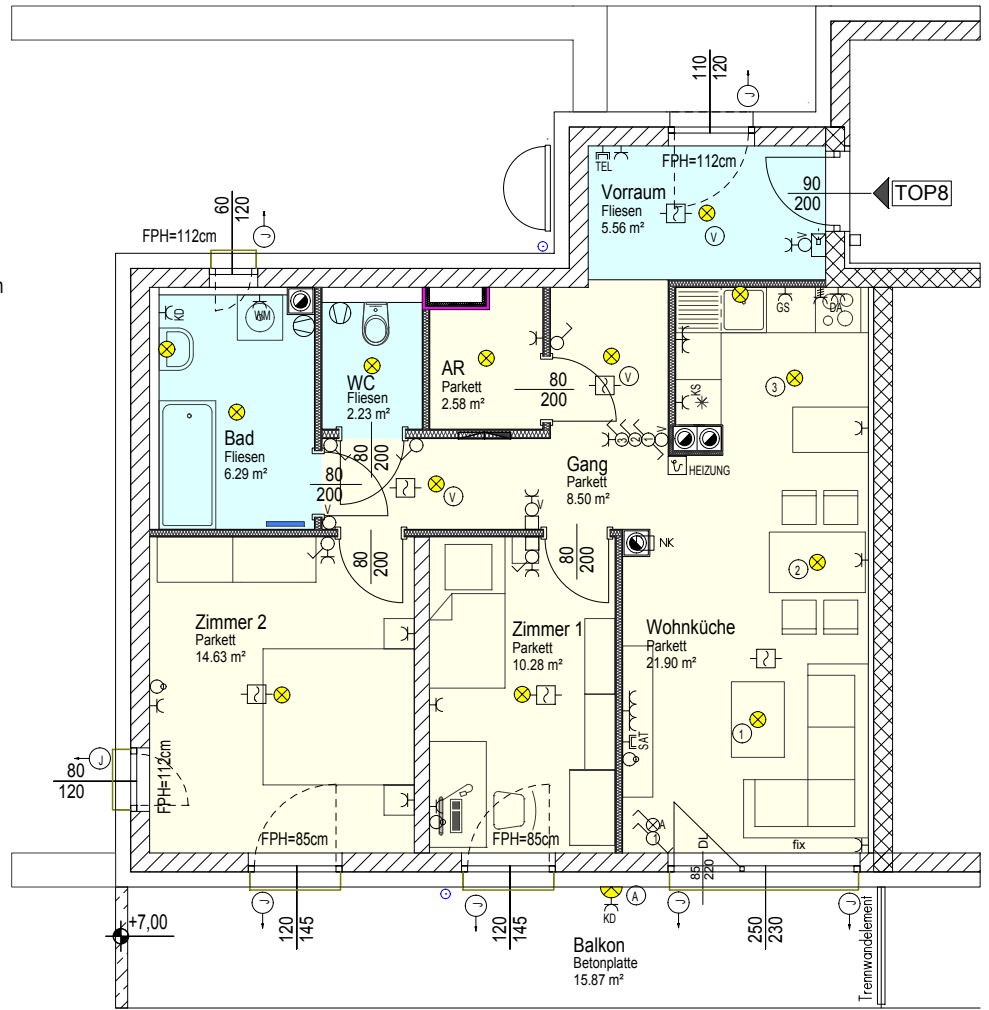 110
120
J
TEL
FPH=112cm
Vorraum
Fliesen
5.56 m²
V
90
200
TOP8
V
60
120
J
FPH=112cm
n
KD
WM
GS
DA
WC
Fliesen
2.23 m²
AR
Parkett
2.58 m²
80
200
V
KS
3
Bad
Fliesen
6.29 m²
80
200
80
200
V
V
Gang
Parkett
8.50 m²
3
2
1
V
HEIZUNG
V
80
200
80
200
NK
2
Zimmer 2
Parkett
14.63 m²
Zimmer 1
Parkett
10.28 m²
Wohnküche
Parkett
21.90 m²
SAT
1
80
120
J
FPH=112cm
FPH=85cm
FPH=85cm
A
1
DL
85
220
fix
J
120
145
J
120
145
KD
A
J
250
230
J
+7,00
Balkon
Betonplatte
15.87 m²
Trennwandelement